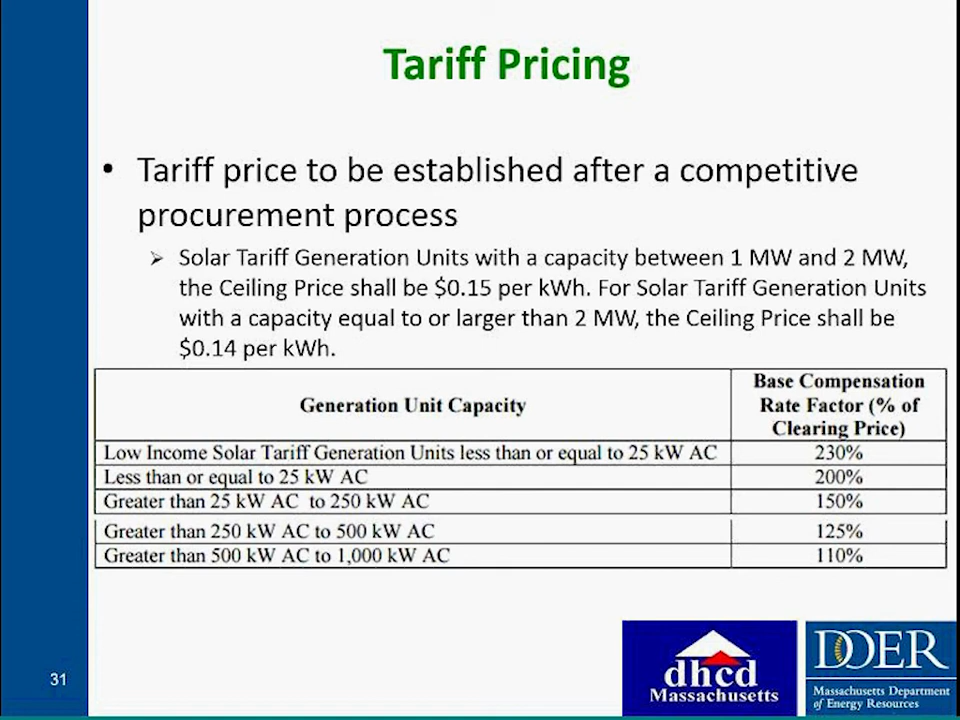 Tariff Pricing
• Tariff price to be established after a competitive
procurement process
➢ Solar Tariff Generation Units with a capacity between 1 MW and 2 MW,
the Ceiling Price shall be $0.15 per kWh. For Solar Tariff Generation Units
with a capacity equal to or larger than 2 MW, the Ceiling Price shall be
$0.14 per kWh.
Generation Unit Capacity
Base Compensation
Rate Factor (% of
Clearing Price)
Low Income Solar Tariff Generation Units less than or equal to 25 kW AC 230%
Less than or equal to 25 kW AC 200%
Greater than 25 kW AC to 250 kW AC 150%
Greater than 250 kW AC to 500 kW AC 125%
Greater than 500 kW AC to 1,000 kW AC 110%
31
dhcd
Massachusetts
DOER
Massachusetts Department
of Energy Resources